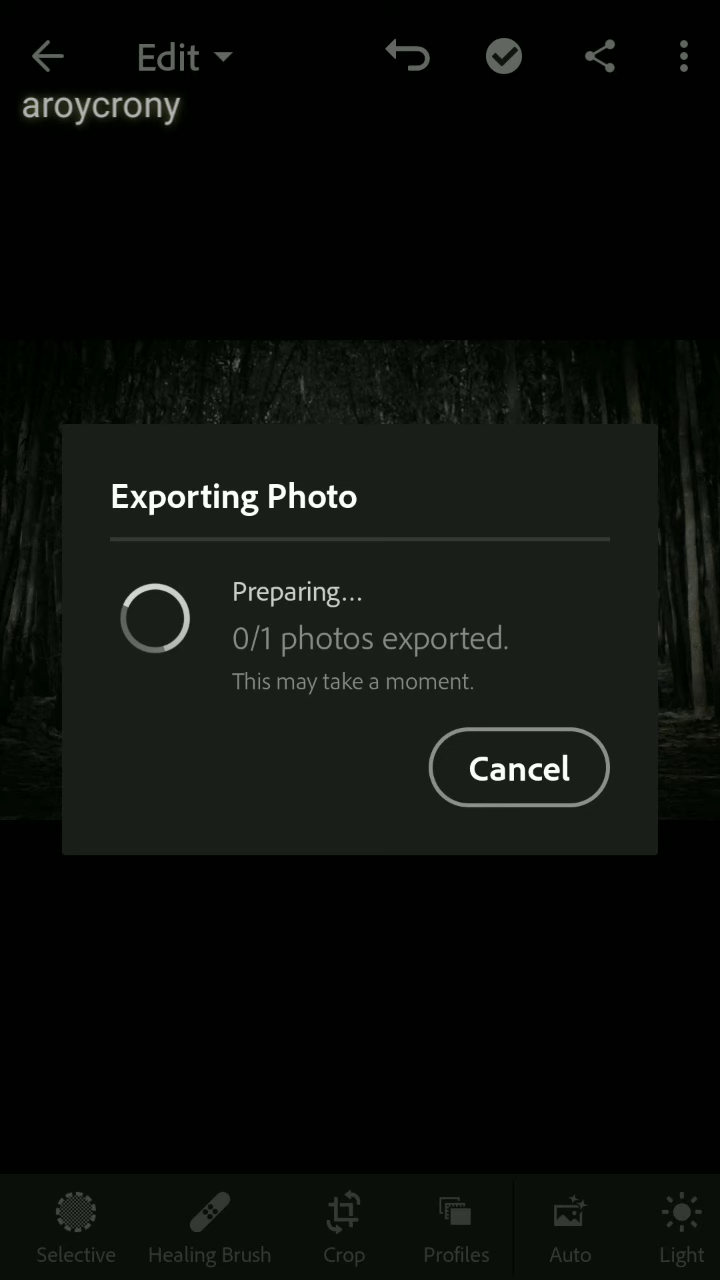 Edit
aroycrony
Exporting Photo
Preparing...
0/1 photos exported.
This may take a moment.
Cancel
Selective Healing Brush Crop Profiles Auto Light